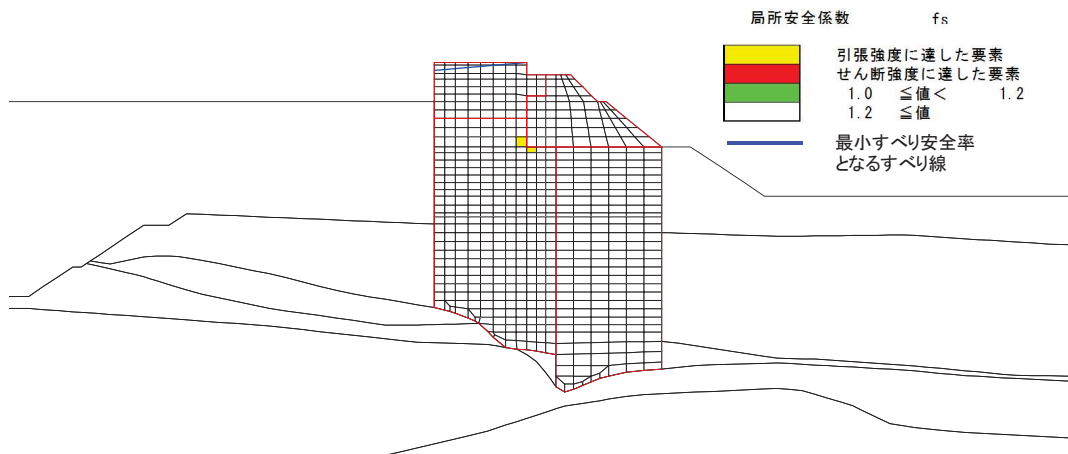 局所安全係数 fs
引張強度に達した要素
せん断強度に達した要素
1.0 ≦値< 1.2
1.2 ≦値
最小すべり安全率
となるすべり線